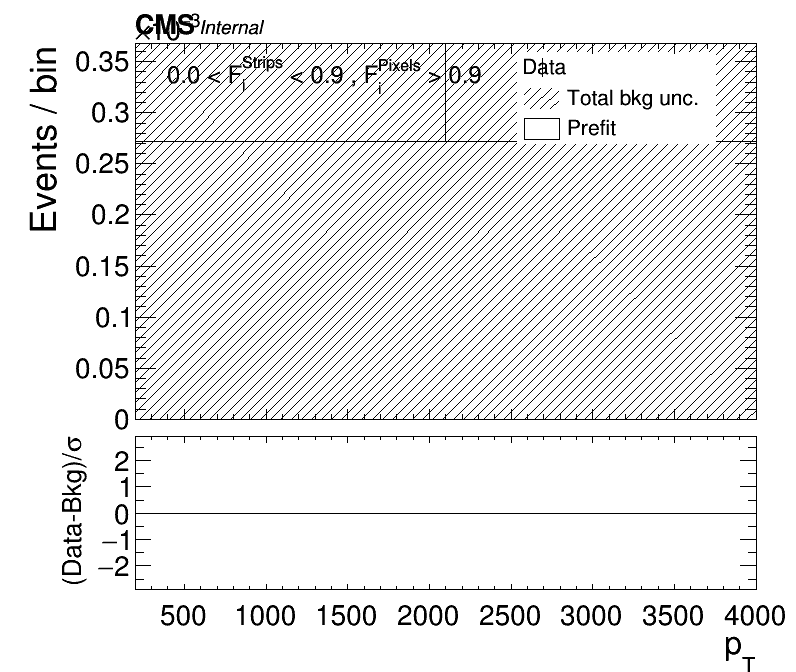 CMS Internal
×10^-3
Events / bin
0.35
0.3
0.25
0.2
0.15
0.1
0.05
0
0.0 < F_i^Strips < 0.9 , F_i^Pixels > 0.9
Data
Total bkg unc.
Prefit
(Data-Bkg)/σ
2
1
0
−1
−2
500 1000 1500 2000 2500 3000 3500 4000
p_T